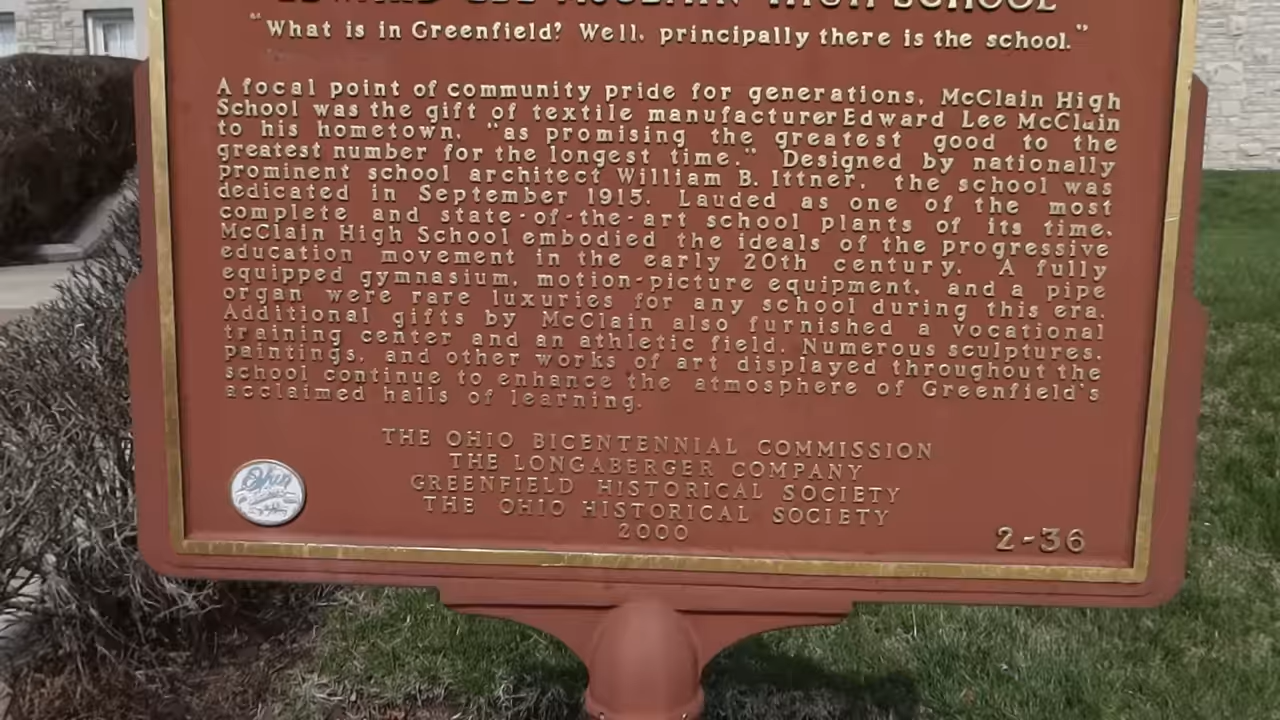 EDWARD LEE McCLAIN HIGH SCHOOL
"What is in Greenfield? Well, principally there is the school."
A focal point of community pride for generations, McClain High
School was the gift of textile manufacturer Edward Lee McClain
to his hometown, "as promising the greatest good to the
greatest number for the longest time." Designed by nationally
prominent school architect William B. Ittner, the school was
dedicated in September 1915. Lauded as one of the most
complete and state-of-the-art school plants of its time,
McClain High School embodied the ideals of the progressive
education movement in the early 20th century. A fully
equipped gymnasium, motion-picture equipment, and a pipe
organ were rare luxuries for any school during this era.
Additional gifts by McClain also furnished a vocational
training center and an athletic field. Numerous sculptures,
paintings, and other works of art displayed throughout the
school continue to enhance the atmosphere of Greenfield's
acclaimed halls of learning.
THE OHIO BICENTENNIAL COMMISSION
THE LONGABERGER COMPANY
GREENFIELD HISTORICAL SOCIETY
THE OHIO HISTORICAL SOCIETY
2000
2-36
Ohio